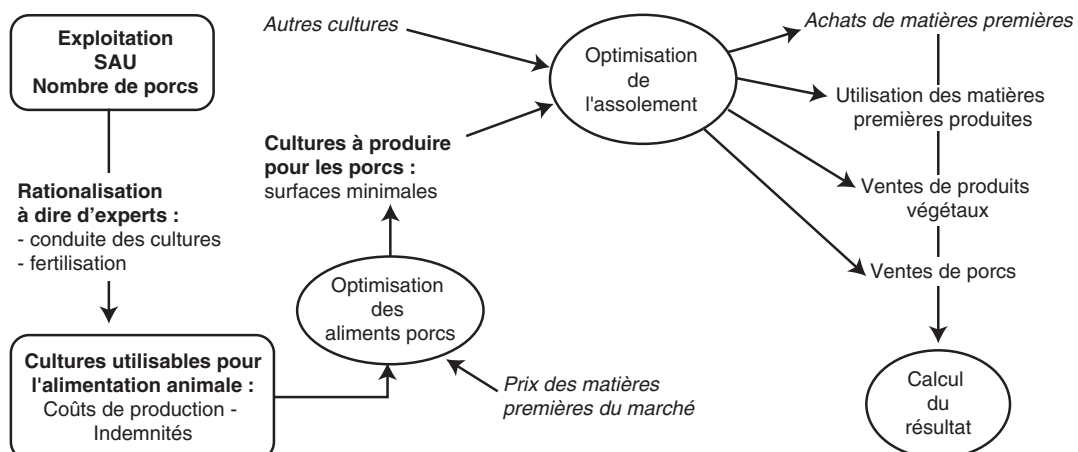 Exploitation
SAU
Nombre de porcs
Rationalisation
à dire d'experts :
- conduite des cultures
- fertilisation
Cultures utilisables pour
l'alimentation animale :
Coûts de production -
Indemnités
Autres cultures
Cultures à produire
pour les porcs :
surfaces minimales
Optimisation
des
aliments porcs
Prix des matières
premières du marché
Optimisation
de
l'assolement
Achats de matières premières
Utilisation des matières
premières produites
Ventes de produits
végétaux
Ventes de porcs
Calcul
du
résultat